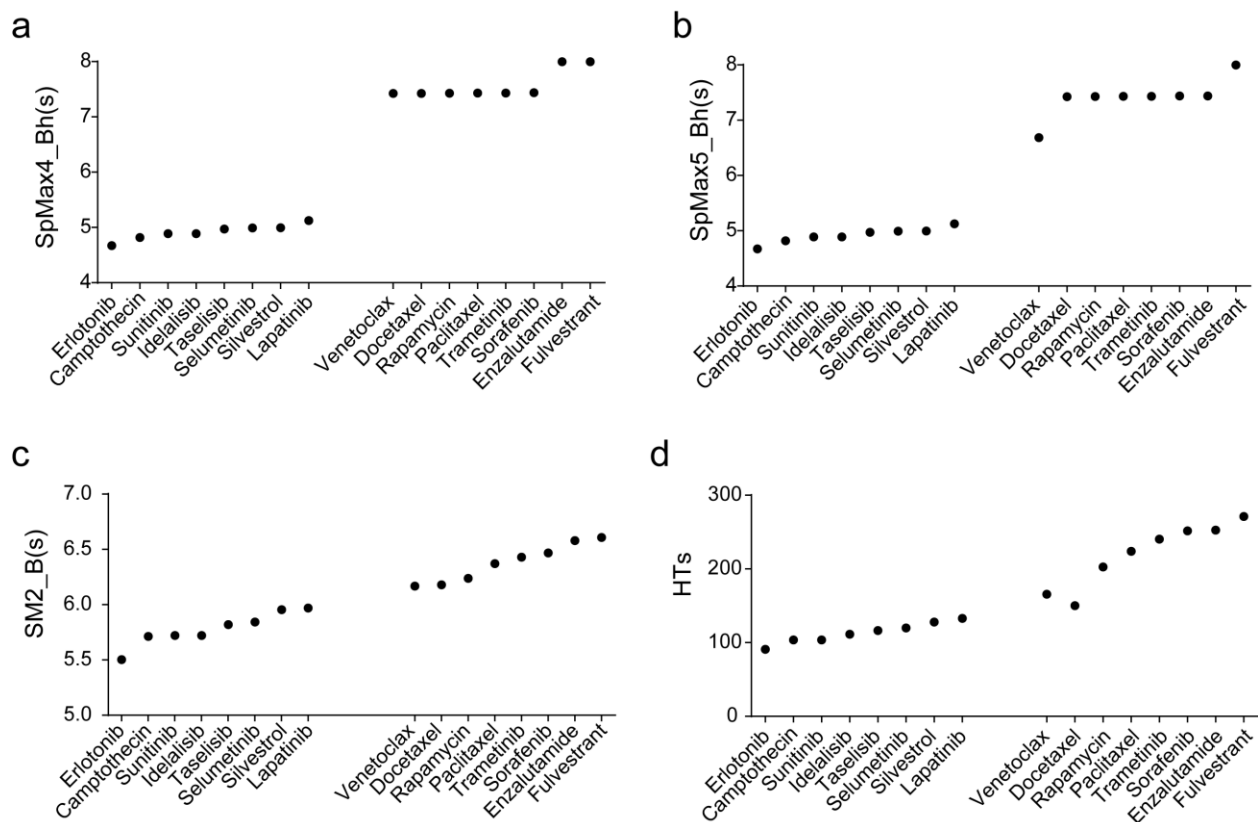 a
SpMax4_Bh(s)
8
7
6
5
4
Erlotonib
Camptothecin
Sunitinib
Idelalisib
Taselisib
Selumetinib
Silvestrol
Lapatinib
Venetoclax
Docetaxel
Rapamycin
Paclitaxel
Trametinib
Sorafenib
Enzalutamide
Fulvestrant
b
SpMax5_Bh(s)
8
7
6
5
4
Erlotonib
Camptothecin
Sunitinib
Idelalisib
Taselisib
Selumetinib
Silvestrol
Lapatinib
Venetoclax
Docetaxel
Rapamycin
Paclitaxel
Trametinib
Sorafenib
Enzalutamide
Fulvestrant
c
SM2_B(s)
7.0
6.5
6.0
5.5
5.0
Erlotonib
Camptothecin
Sunitinib
Idelalisib
Taselisib
Selumetinib
Silvestrol
Lapatinib
Venetoclax
Docetaxel
Rapamycin
Paclitaxel
Trametinib
Sorafenib
Enzalutamide
Fulvestrant
d
HTs
300
200
100
0
Erlotonib
Camptothecin
Sunitinib
Idelalisib
Taselisib
Selumetinib
Silvestrol
Lapatinib
Venetoclax
Docetaxel
Rapamycin
Paclitaxel
Trametinib
Sorafenib
Enzalutamide
Fulvestrant